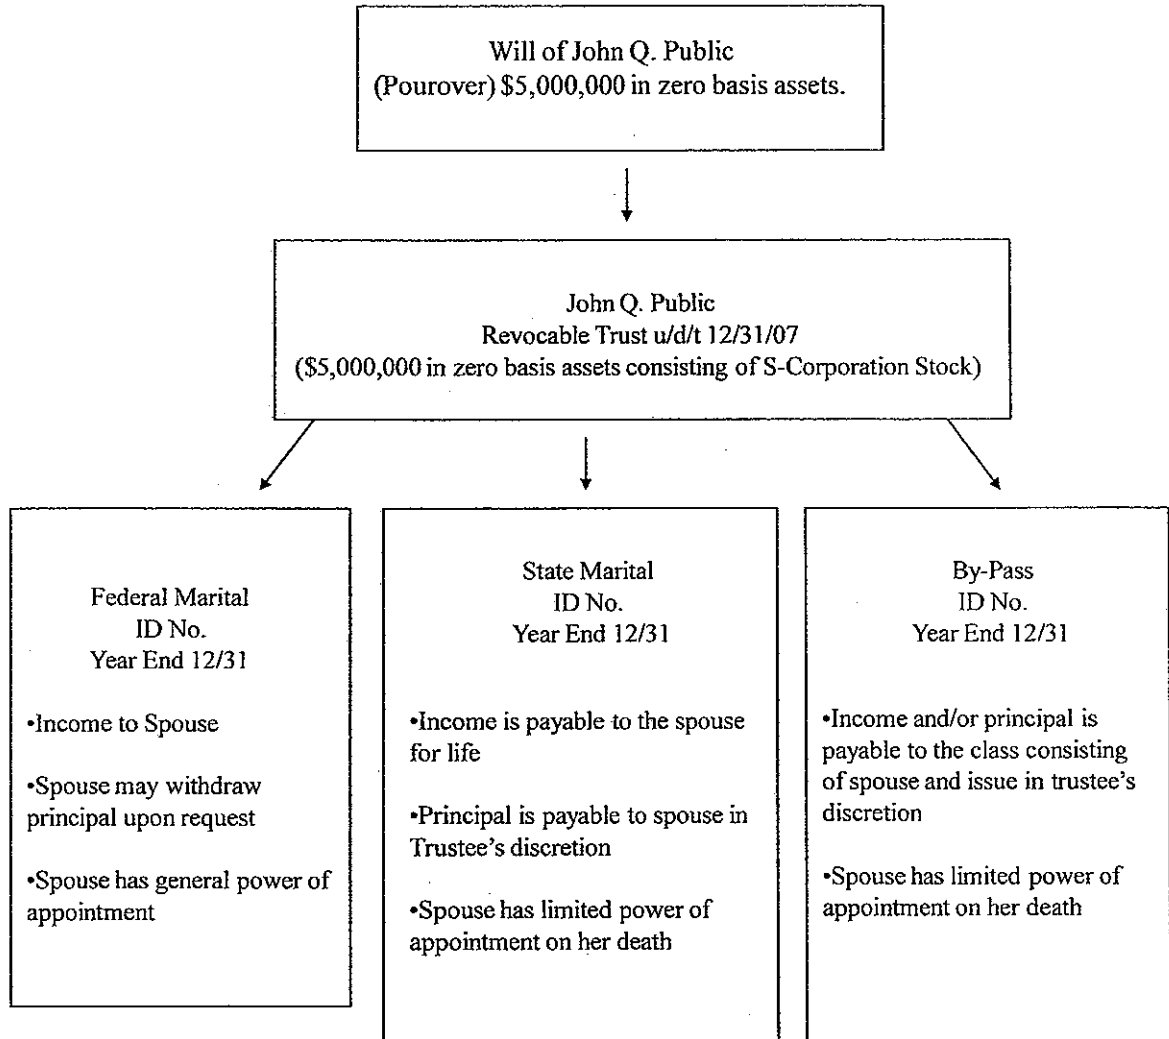 Will of John Q. Public
(Pourover) $5,000,000 in zero basis assets.
John Q. Public
Revocable Trust u/d/t 12/31/07
($5,000,000 in zero basis assets consisting of S-Corporation Stock)
Federal Marital
ID No.
Year End 12/31
•Income to Spouse
•Spouse may withdraw
principal upon request
•Spouse has general power of
appointment
State Marital
ID No.
Year End 12/31
•Income is payable to the spouse
for life
•Principal is payable to spouse in
Trustee's discretion
•Spouse has limited power of
appointment on her death
By-Pass
ID No.
Year End 12/31
•Income and/or principal is
payable to the class consisting
of spouse and issue in trustee's
discretion
•Spouse has limited power of
appointment on her death